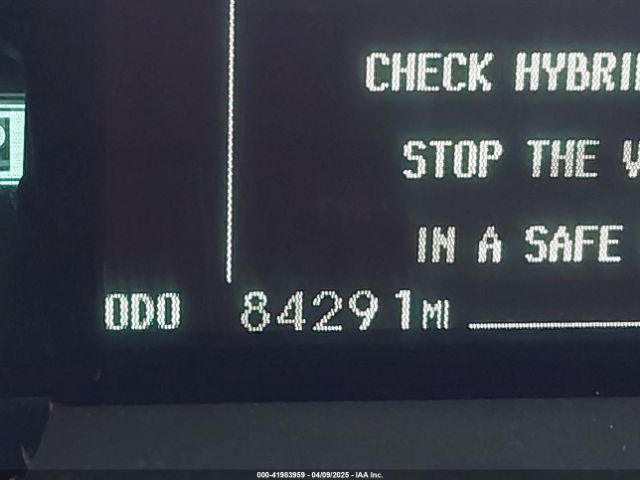 CHECK HYBRI
STOP THE
IN A SAFE
ODO 84291MI
000-41983959 - 04/09/2025 - IAA Inc.